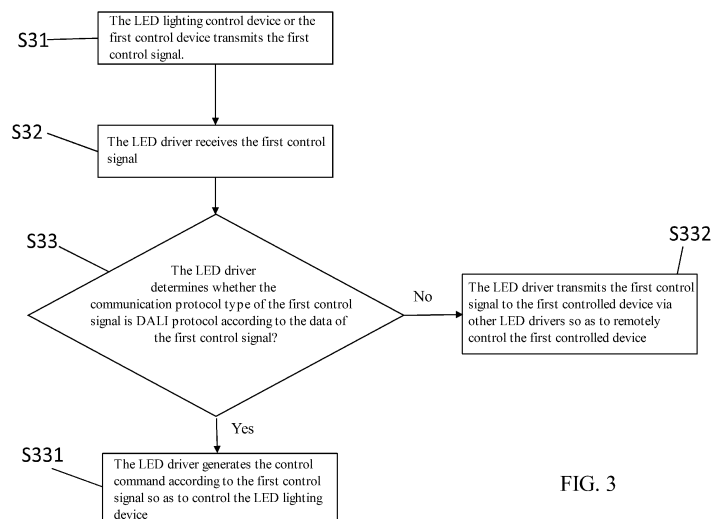 S31
The LED lighting control device or the
first control device transmits the first
control signal.
S32
The LED driver receives the first control
signal
S33
The LED driver
determines whether the
communication protocol type of the first control
signal is DALI protocol according to the data of
the first control signal?
No
S332
The LED driver transmits the first control
signal to the first controlled device via
other LED drivers so as to remotely
control the first controlled device
Yes
S331
The LED driver generates the control
command according to the first control
signal so as to control the LED lighting
device
FIG. 3